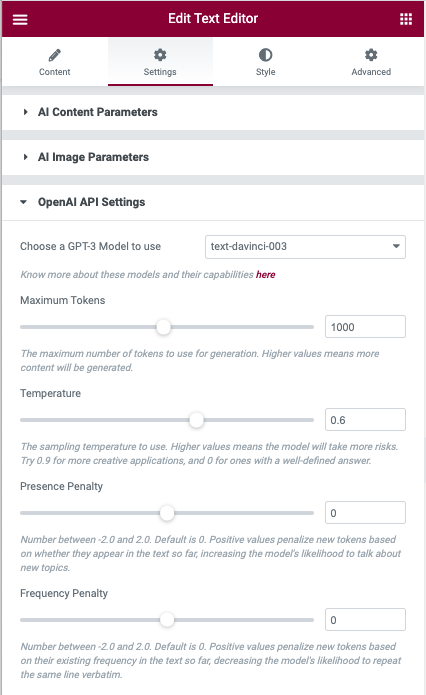 Edit Text Editor
Content
Settings
Style
Advanced
AI Content Parameters
AI Image Parameters
OpenAI API Settings
Choose a GPT-3 Model to use
text-davinci-003
Know more about these models and their capabilities here
Maximum Tokens
1000
The maximum number of tokens to use for generation. Higher values means more
content will be generated.
Temperature
0.6
The sampling temperature to use. Higher values means the model will take more risks.
Try 0.9 for more creative applications, and 0 for ones with a well-defined answer.
Presence Penalty
0
Number between -2.0 and 2.0. Default is 0. Positive values penalize new tokens based
on whether they appear in the text so far, increasing the model's likelihood to talk about
new topics.
Frequency Penalty
0
Number between -2.0 and 2.0. Default is 0. Positive values penalize new tokens based
on their existing frequency in the text so far, decreasing the model's likelihood to repeat
the same line verbatim.